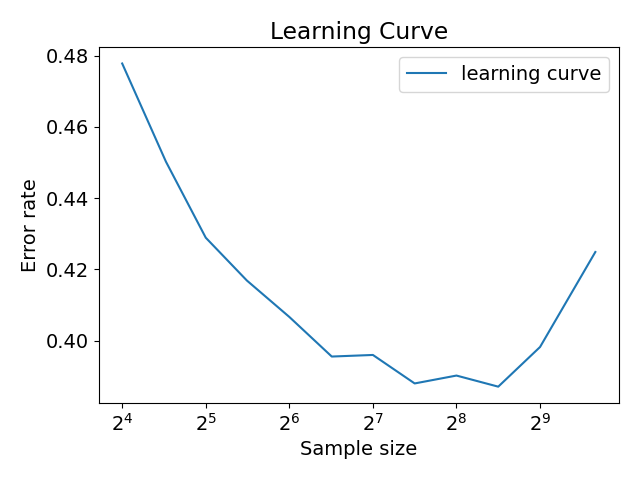 Learning Curve
learning curve
0.48
0.46
0.44
0.42
0.40
Error rate
2⁴ 2⁵ 2⁶ 2⁷ 2⁸ 2⁹
Sample size